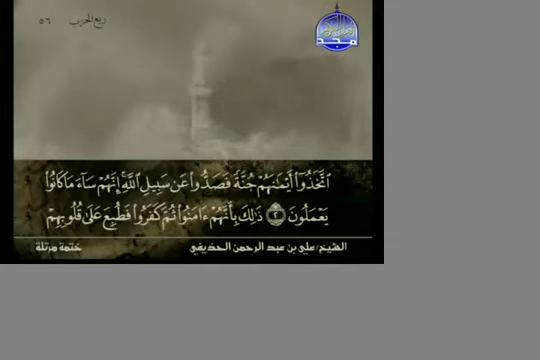 ربع الحزب ٥٦
مجد
ٱتَّخَذُوٓا۟ أَيْمَٰنَهُمْ جُنَّةً فَصَدُّوا۟ عَن سَبِيلِ ٱللَّهِ إِنَّهُمْ سَآءَ مَا كَانُوا۟
يَعْمَلُونَ ٢ ذَٰلِكَ بِأَنَّهُمْ ءَامَنُوا۟ ثُمَّ كَفَرُوا۟ فَطُبِعَ عَلَىٰ قُلُوبِهِمْ
الشيخ/علي بن عبد الرحمن الحذيفي ختمة مرتلة